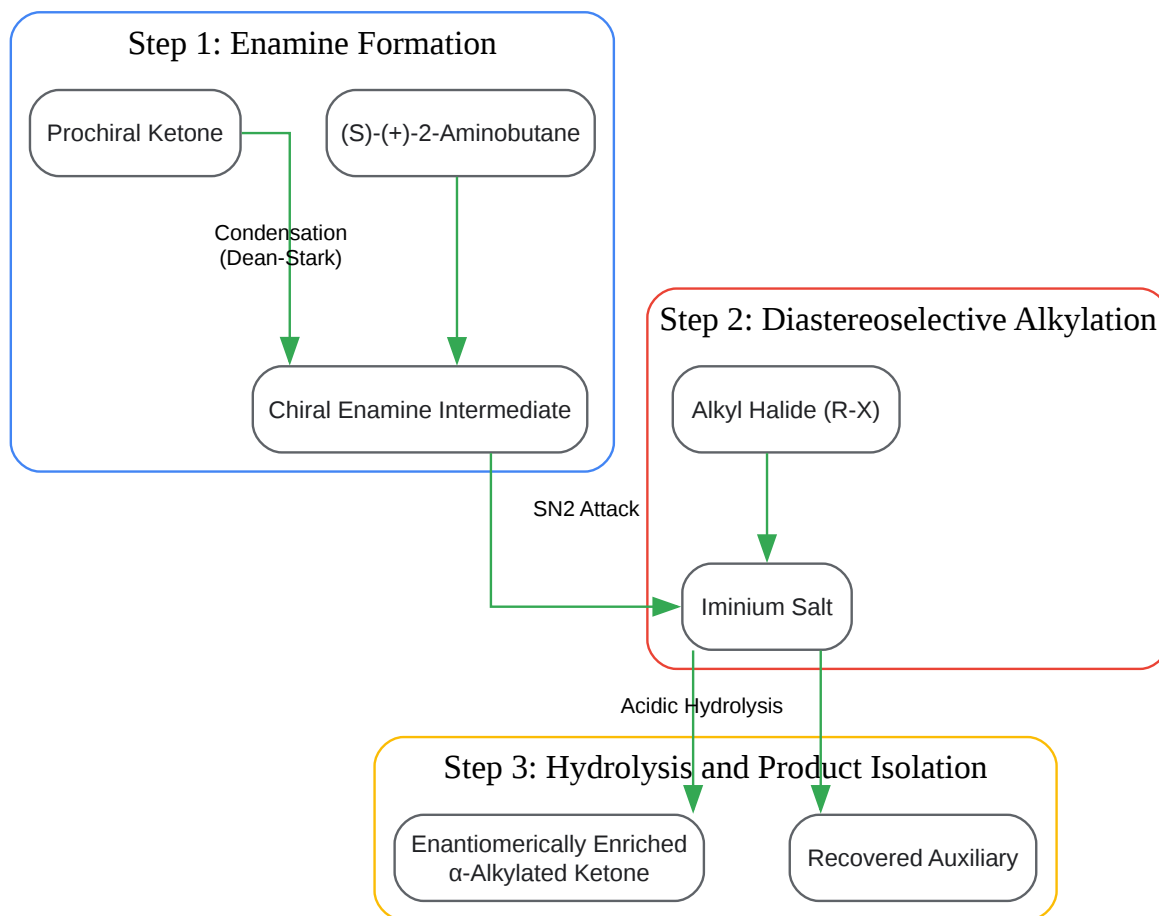 Step 1: Enamine Formation
Prochiral Ketone
(S)-(+)-2-Aminobutane
Condensation
(Dean-Stark)
Chiral Enamine Intermediate
Step 2: Diastereoselective Alkylation
Alkyl Halide (R-X)
SN2 Attack
Iminium Salt
Acidic Hydrolysis
Step 3: Hydrolysis and Product Isolation
Enantiomerically Enriched
α-Alkylated Ketone
Recovered Auxiliary